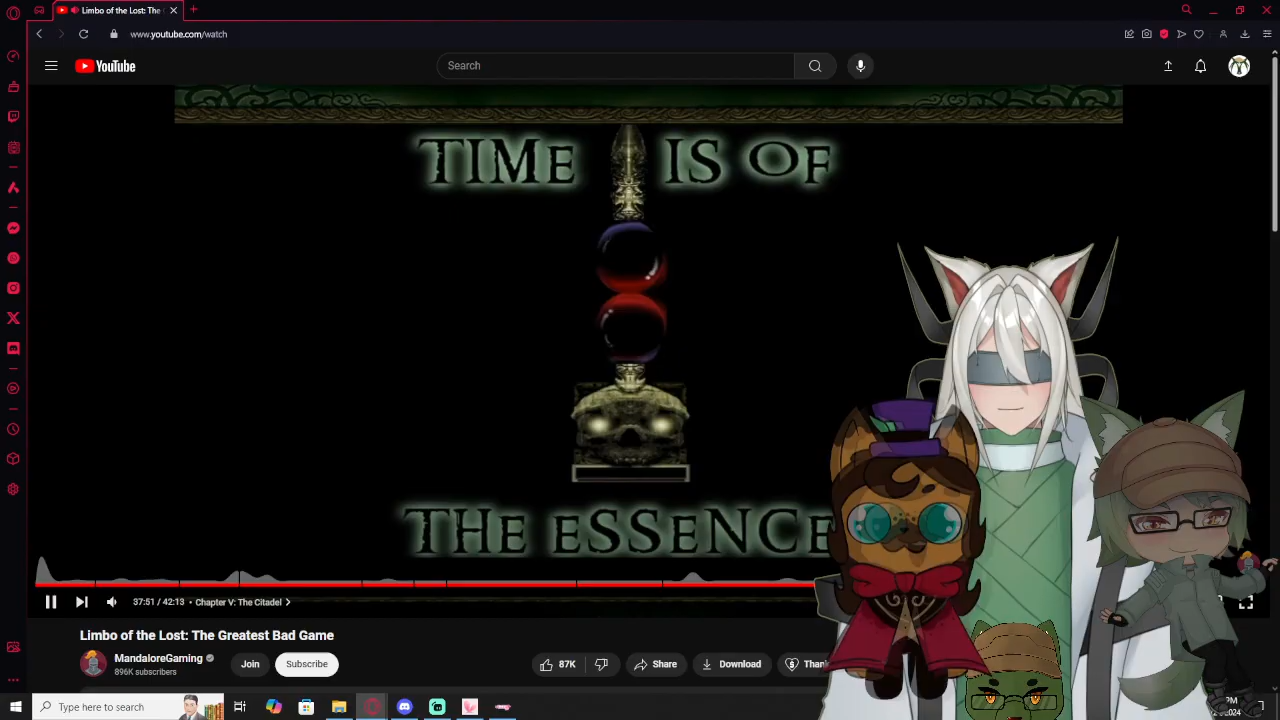 Limbo of the Lost: The
www.youtube.com/watch
YouTube
Search
TIME IS OF
THE ESSENCE
37:51 / 42:13 • Chapter V: The Citadel
Limbo of the Lost: The Greatest Bad Game
MandaloreGaming
896K subscribers
Join
Subscribe
87K
Share
Download
Type here to search